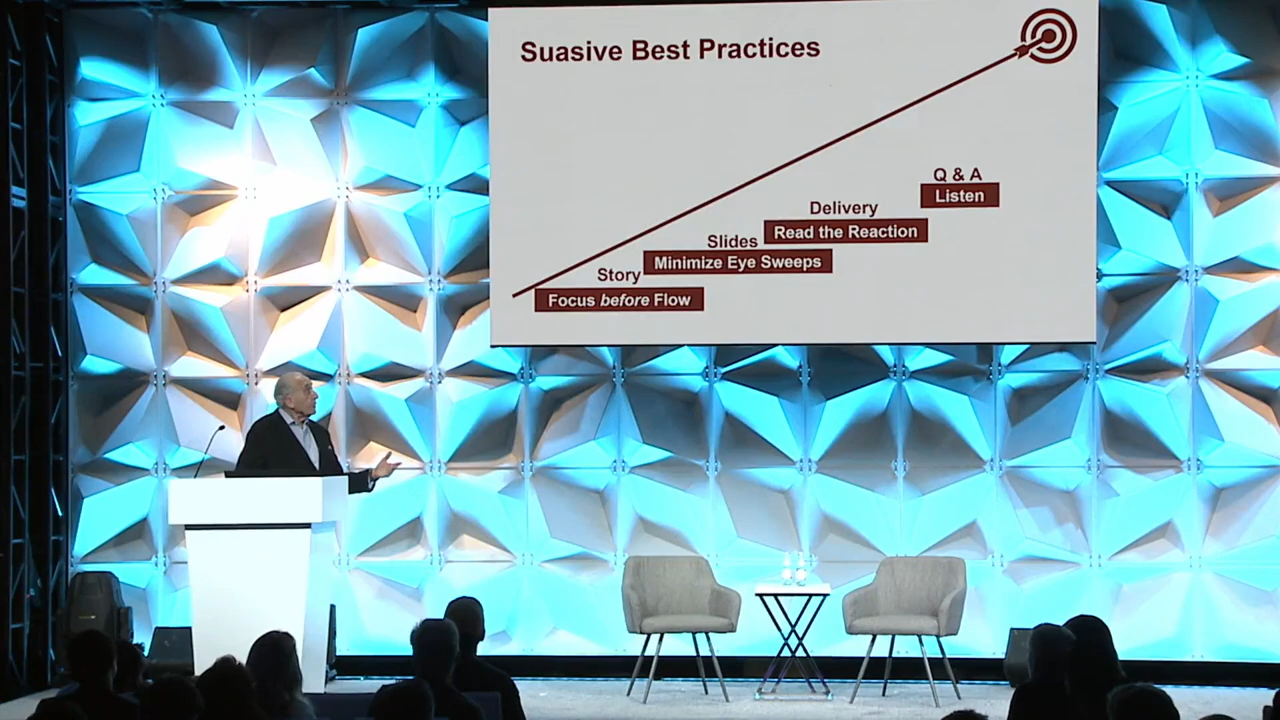 Suasive Best Practices
Q & A
Listen
Delivery
Read the Reaction
Slides
Minimize Eye Sweeps
Story
Focus before Flow